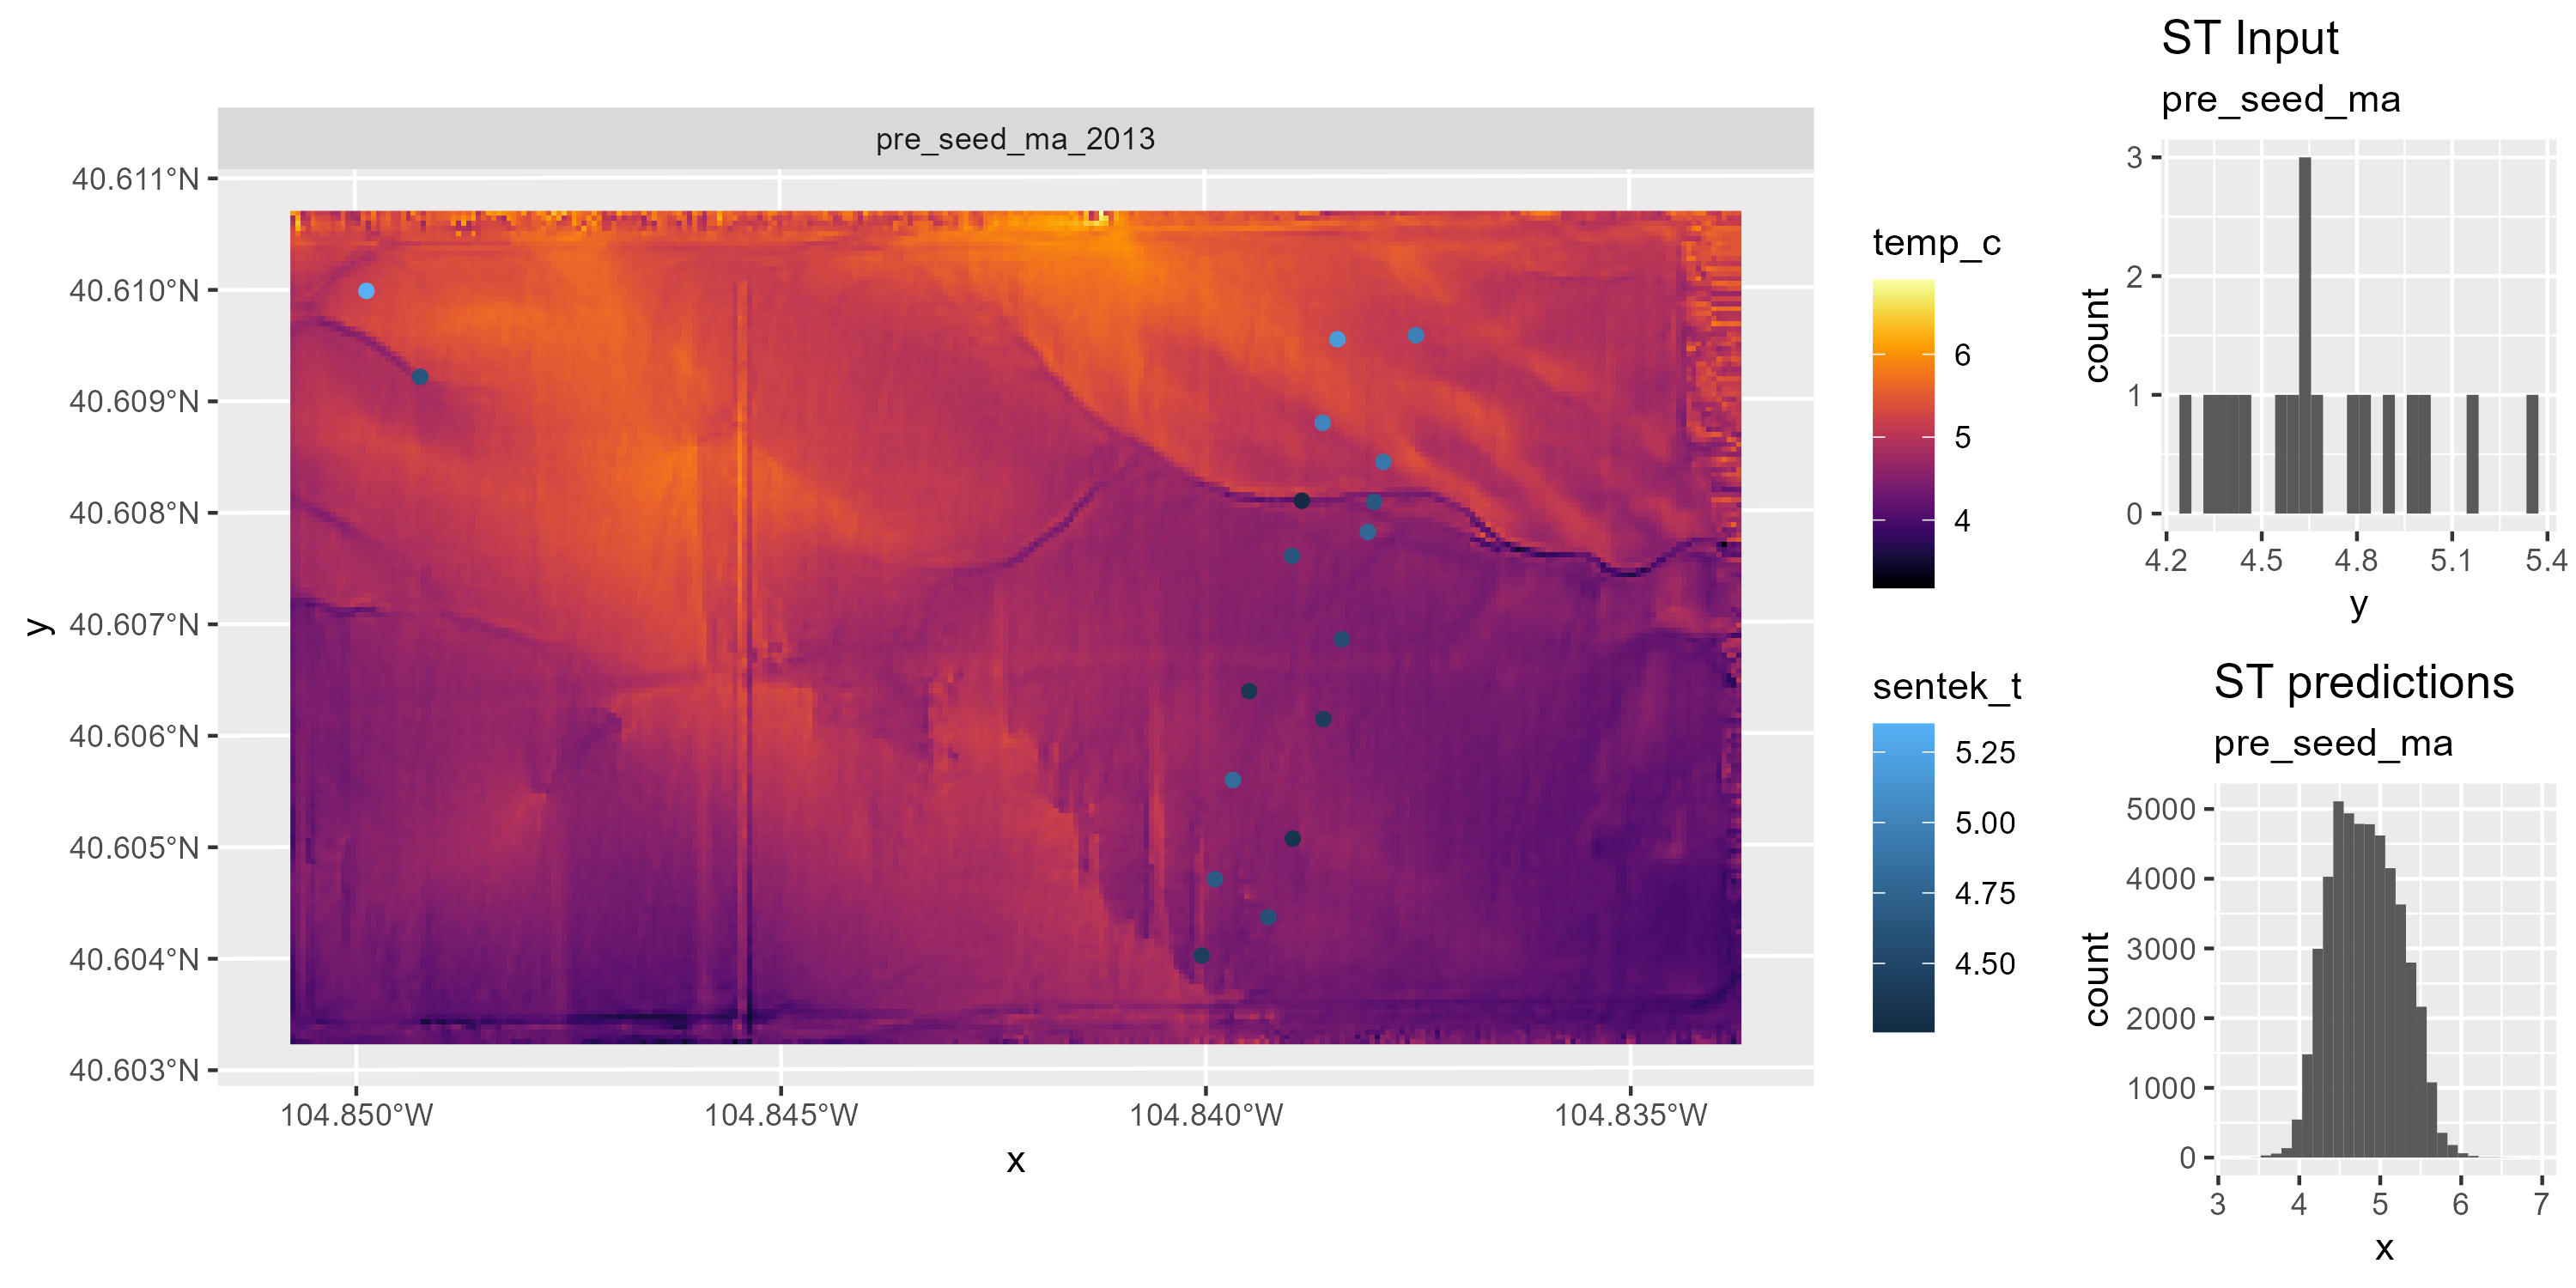 pre_seed_ma_2013
40.611°N
40.610°N
40.609°N
40.608°N
40.607°N
40.606°N
40.605°N
40.604°N
40.603°N
y
104.850°W
104.845°W
104.840°W
104.835°W
x
temp_c
6
5
4
sentek_t
5.25
5.00
4.75
4.50
ST Input
pre_seed_ma
3
2
1
0
count
4.2
4.5
4.8
5.1
5.4
y
ST predictions
pre_seed_ma
5000
4000
3000
2000
1000
0
count
3
4
5
6
7
x